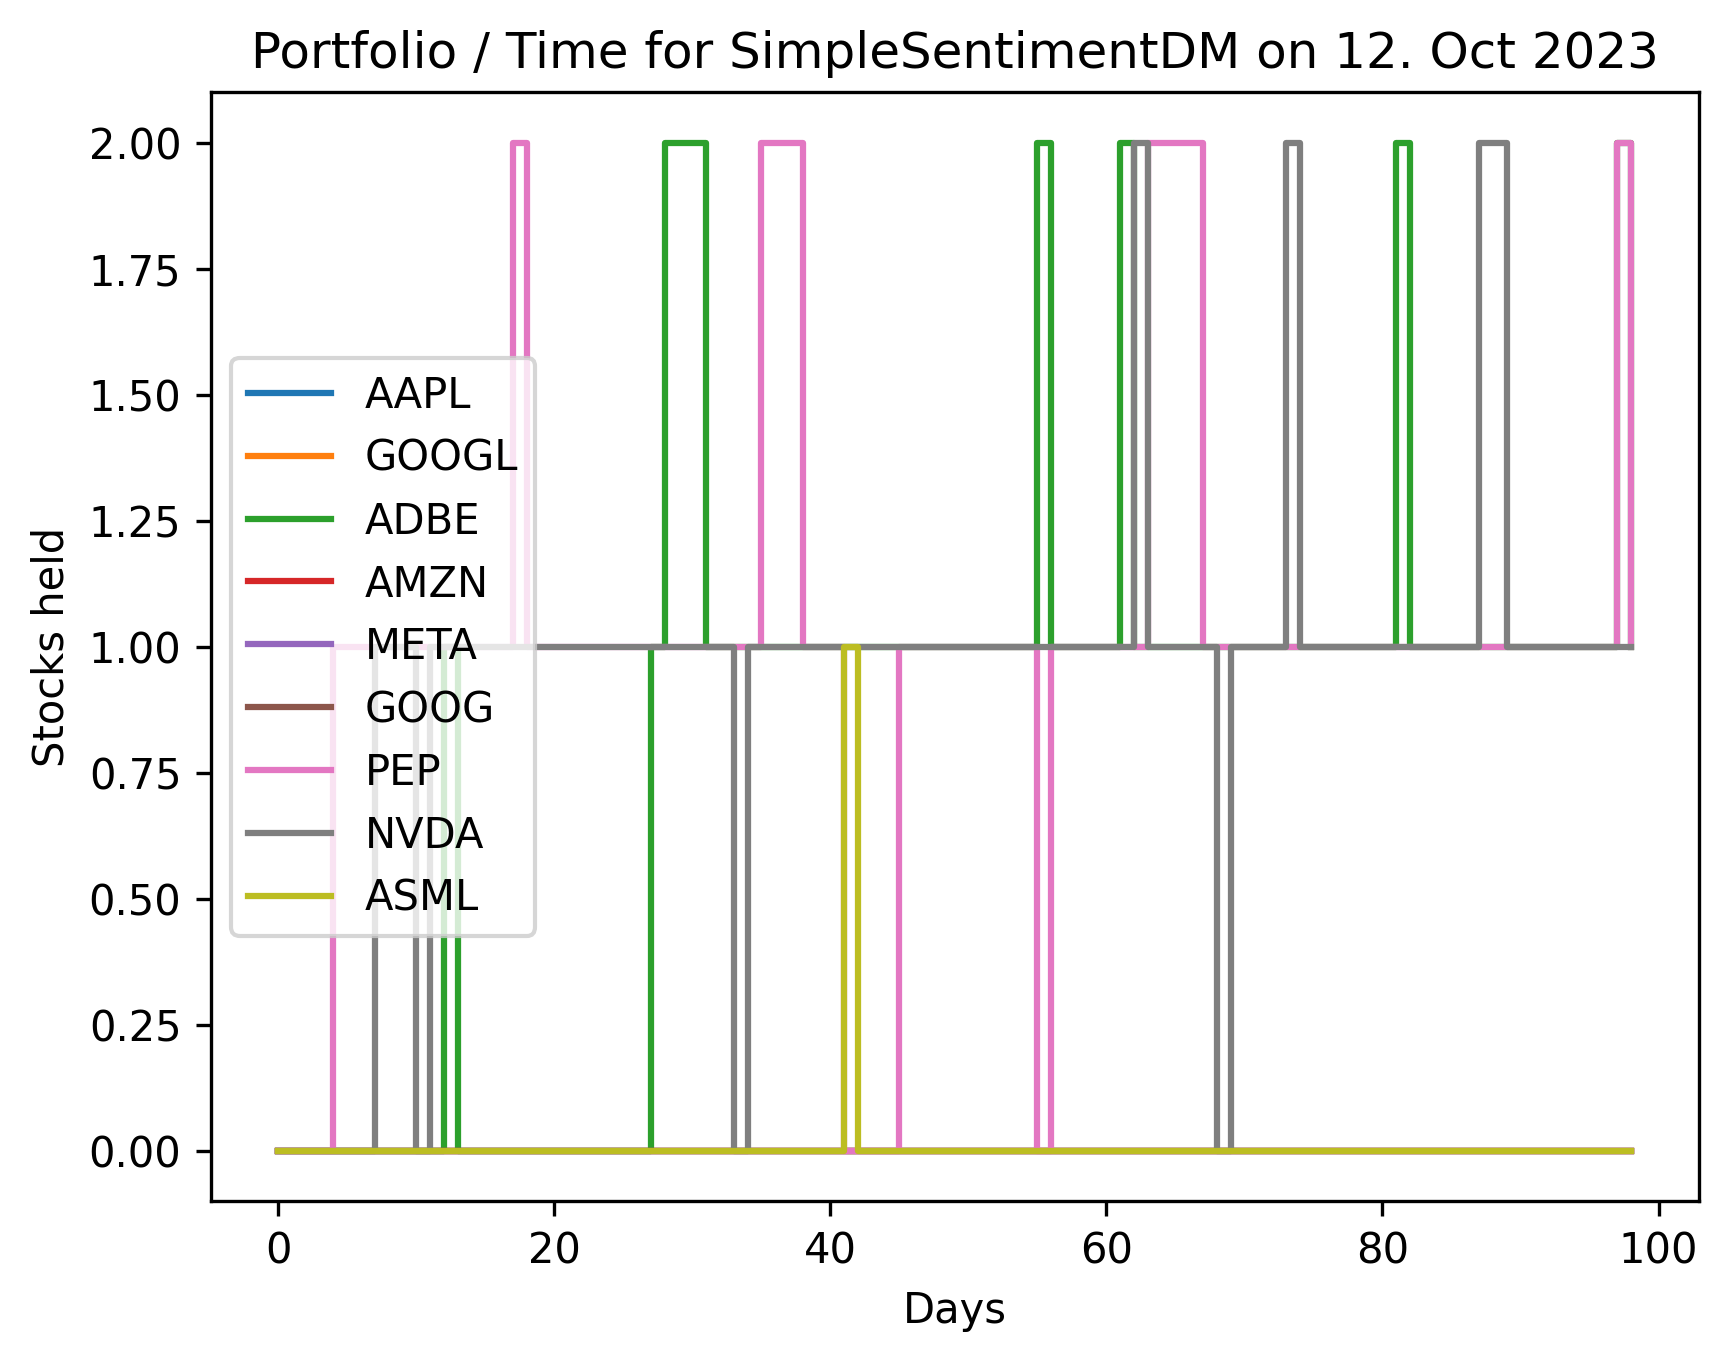 Portfolio / Time for SimpleSentimentDM on 12. Oct 2023
2.00
1.75
1.50
1.25
1.00
0.75
0.50
0.25
0.00
Stocks held
AAPL
GOOGL
ADBE
AMZN
META
GOOG
PEP
NVDA
ASML
0 20 40 60 80 100
Days